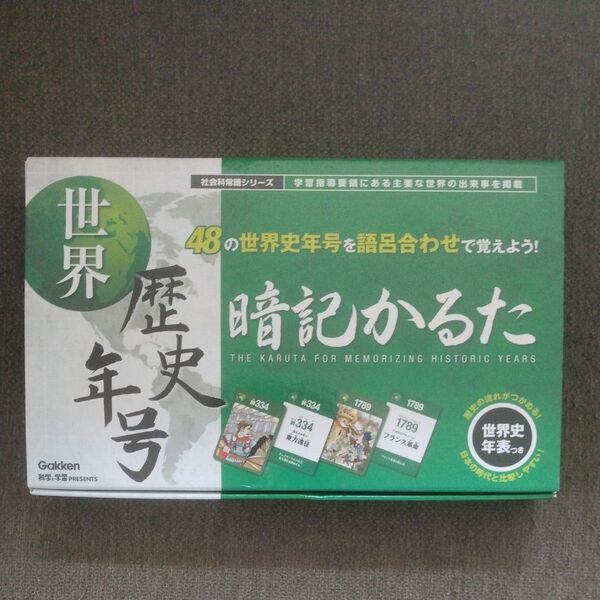 社会科常識シリーズ
学習指導要領にある主要な世界の出来事を掲載
48の世界史年号を語呂合わせで覚えよう!
世界
歴史
年号
暗記かるた
THE KARUTA FOR MEMORIZING HISTORIC YEARS
前334
前334
前334
東方遠征
1789
1789
1789
フランス革命
歴史の流れがつかめる!
世界史
年表つき
日本の時代と比較しやすい!
Gakken
科学と学習 PRESENTS